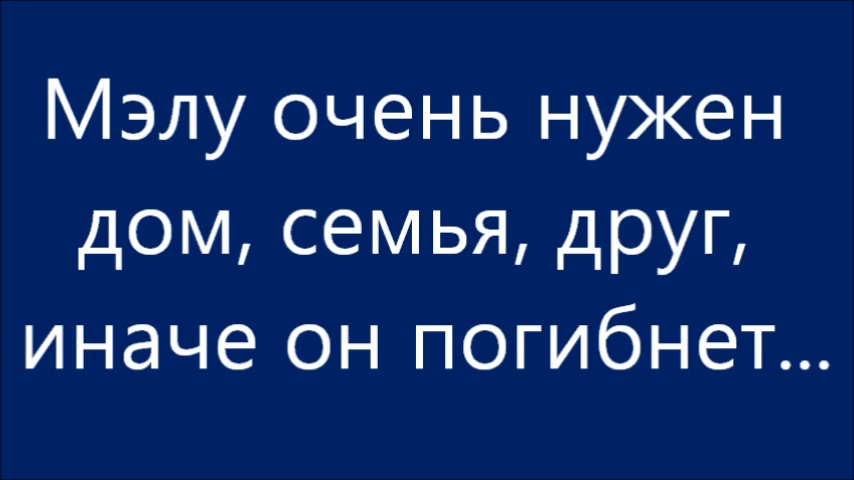 Мэлу очень нужен
дом, семья, друг,
иначе он погибнет...